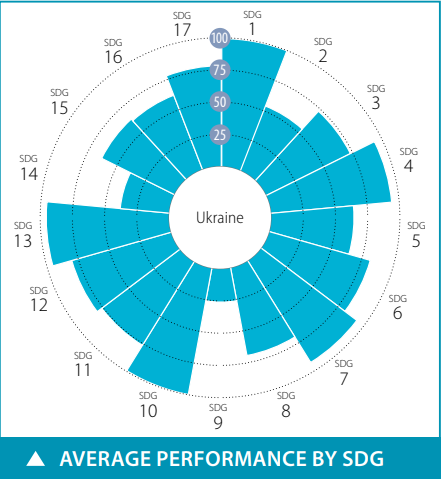 SDG
1
SDG
2
SDG
3
SDG
4
SDG
5
SDG
6
SDG
7
SDG
8
SDG
9
SDG
10
SDG
11
SDG
12
SDG
13
SDG
14
SDG
15
SDG
16
SDG
17
100
75
50
25
Ukraine
▲ AVERAGE PERFORMANCE BY SDG